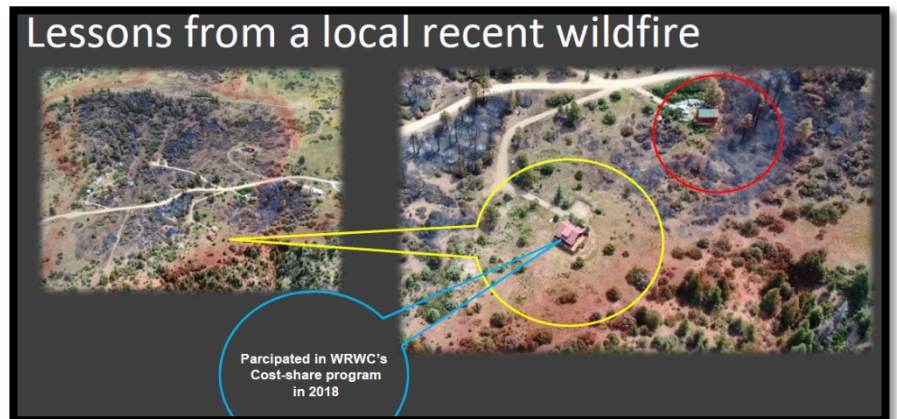 Lessons from a local recent wildfire
Parcipated in WRWC's
Cost-share program
in 2018